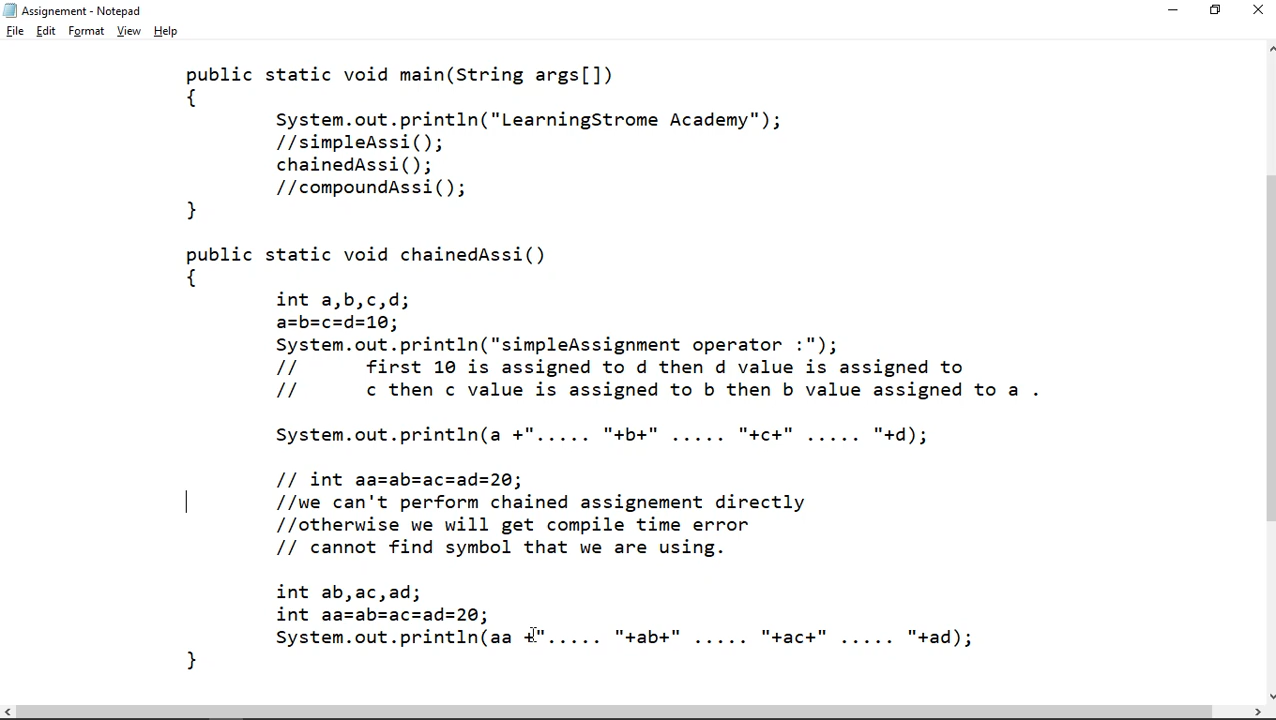 Assignement - Notepad
File Edit Format View Help
public static void main(String args[])
{
System.out.println("LearningStrome Academy");
//simpleAssi();
chainedAssi();
//compoundAssi();
}
public static void chainedAssi()
{
int a,b,c,d;
a=b=c=d=10;
System.out.println("simpleAssignment operator :");
// first 10 is assigned to d then d value is assigned to
// c then c value is assigned to b then b value assigned to a .
System.out.println(a +"..... "+b+" ..... "+c+" ..... "+d);
// int aa=ab=ac=ad=20;
//we can't perform chained assignement directly
//otherwise we will get compile time error
// cannot find symbol that we are using.
int ab,ac,ad;
int aa=ab=ac=ad=20;
System.out.println(aa +"..... "+ab+" ..... "+ac+" ..... "+ad);
}